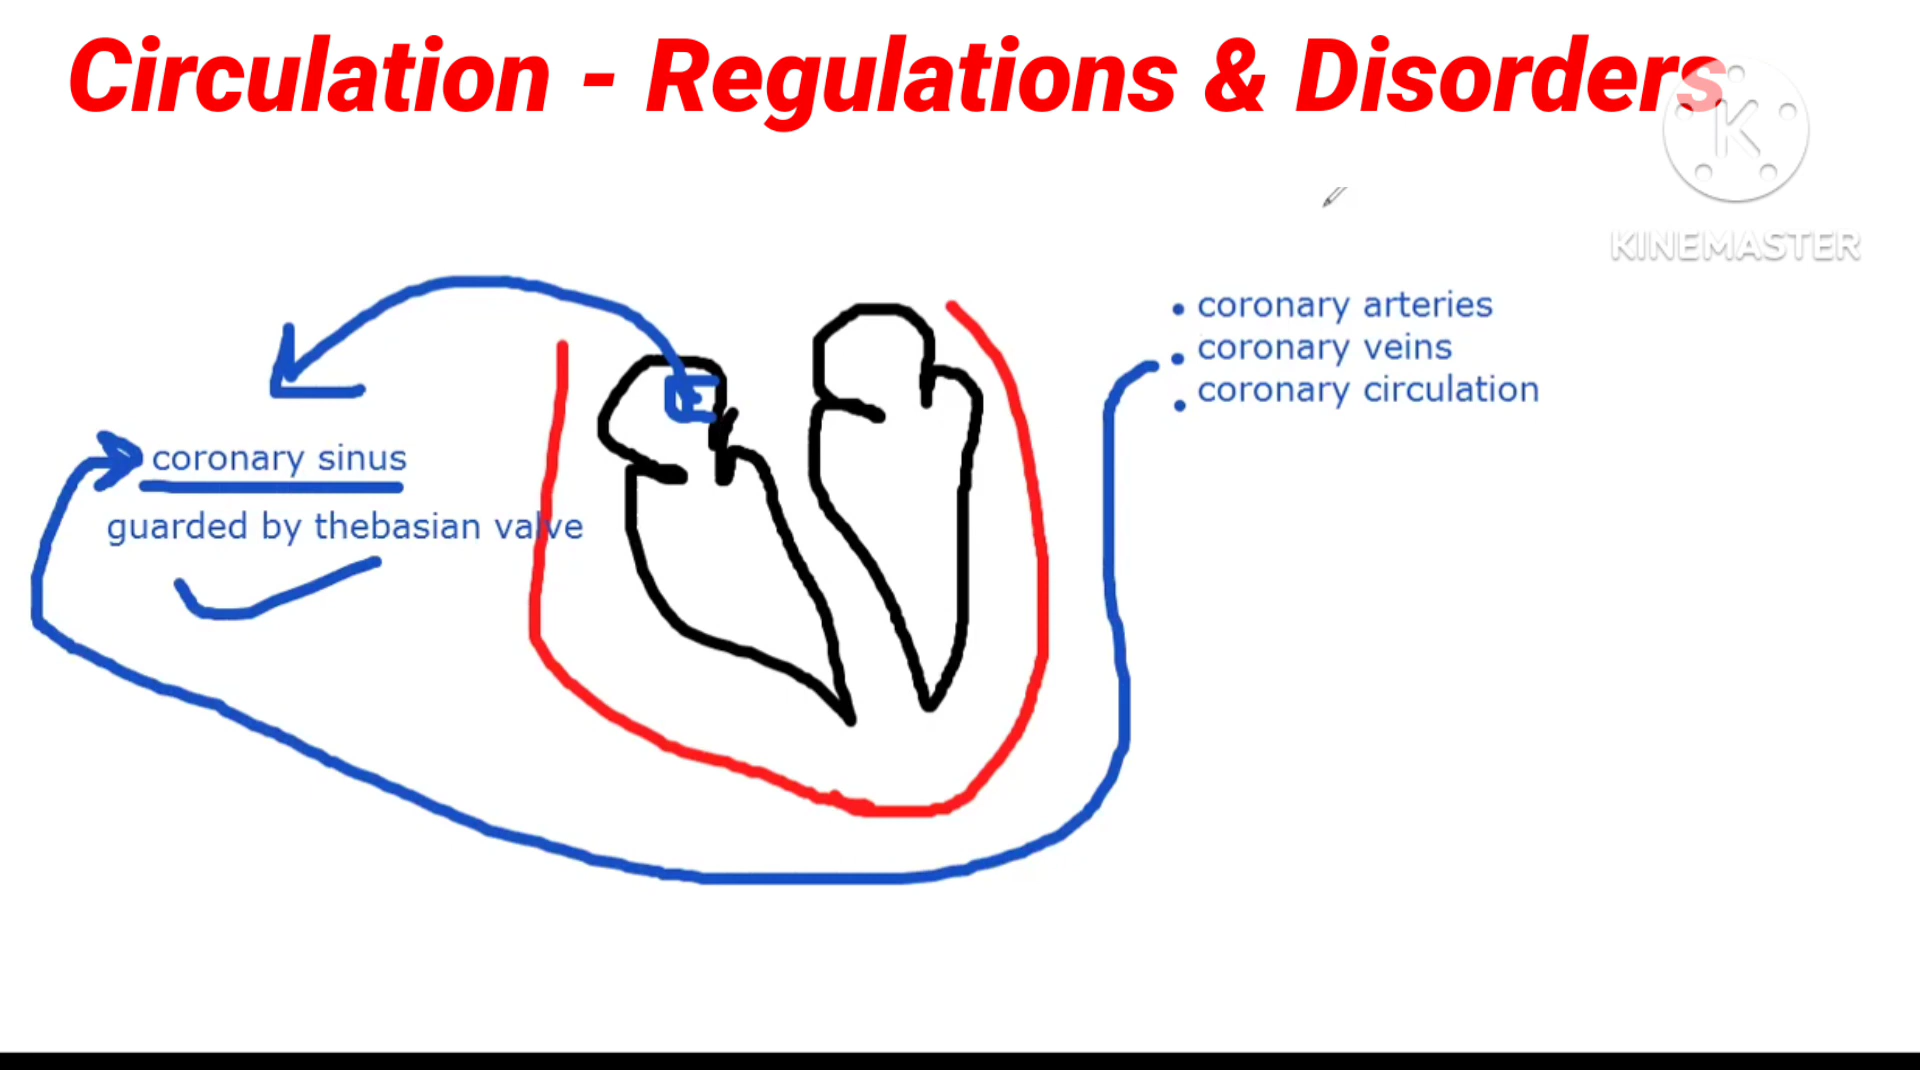 Circulation - Regulations & Disorders
K
KINEMASTER
• coronary arteries
• coronary veins
• coronary circulation
coronary sinus
guarded by thebasian valve